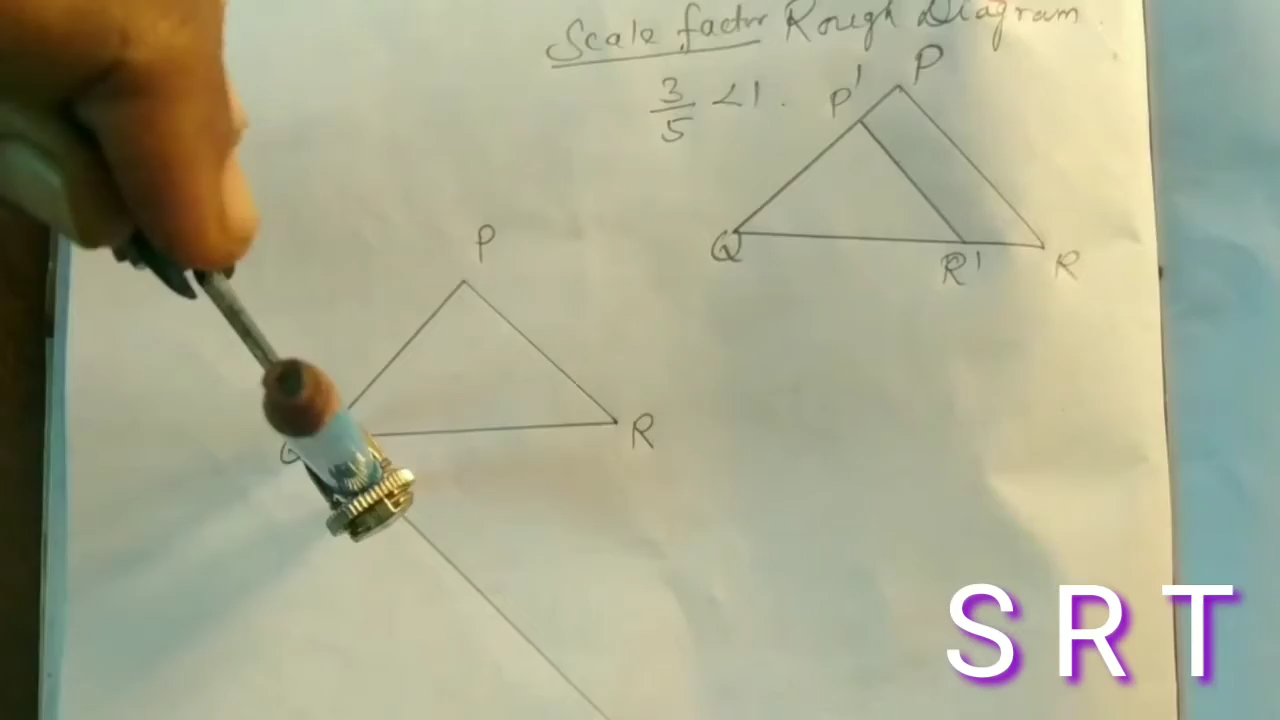 Scale factor Rough Diagram
3/5 <1.
P' P
Q R' R
P
Q R
S R T